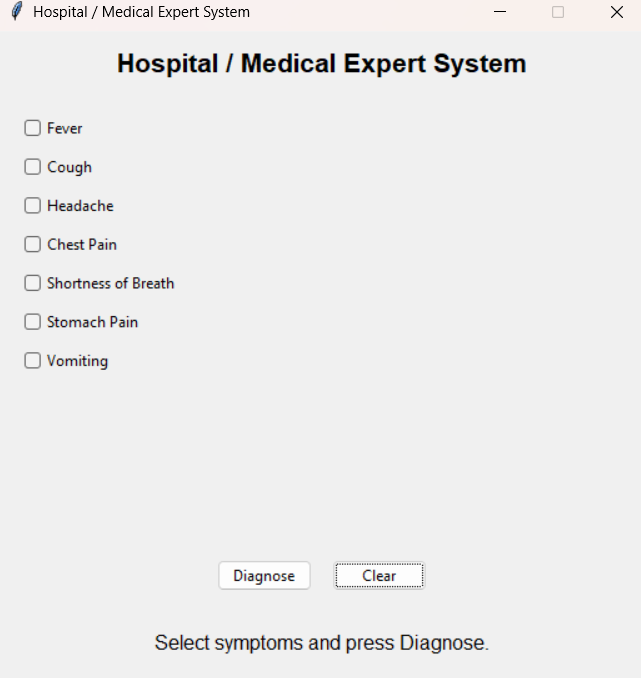 Hospital / Medical Expert System
Hospital / Medical Expert System
Fever
Cough
Headache
Chest Pain
Shortness of Breath
Stomach Pain
Vomiting
Diagnose Clear
Select symptoms and press Diagnose.